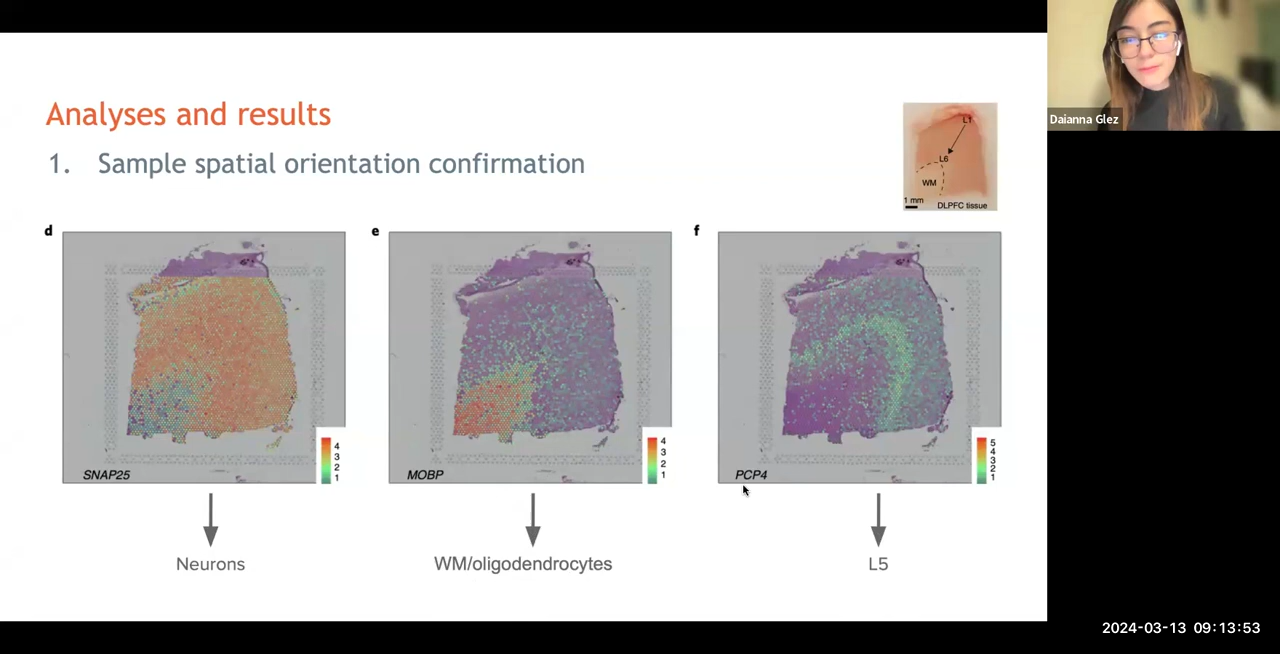 Analyses and results
1. Sample spatial orientation confirmation
L1
L6
WM
1 mm
DLPFC tissue
Daianna Glez
d
e
f
4
3
2
1
SNAP25
4
3
2
1
MOBP
5
4
3
2
1
PCP4
Neurons
WM/oligodendrocytes
L5
2024-03-13 09:13:53